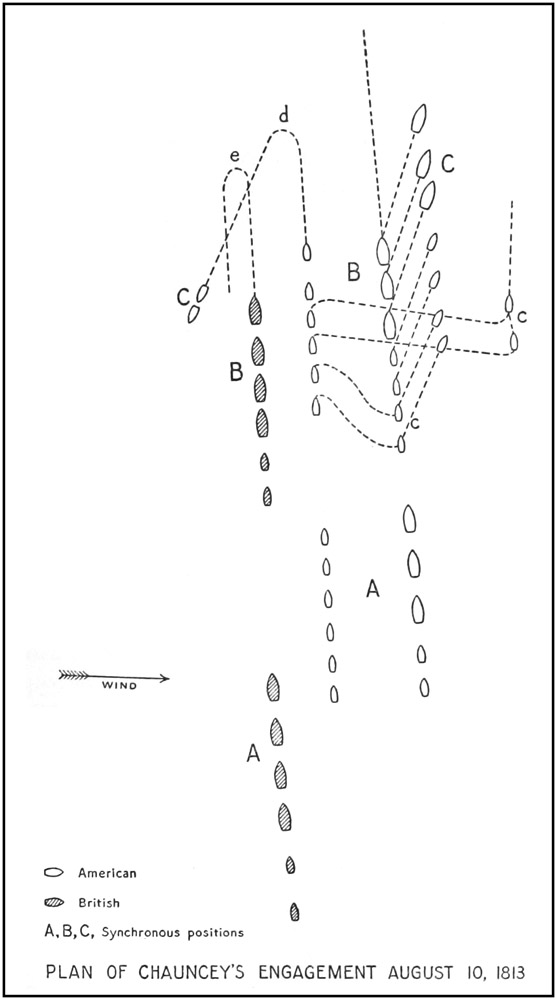 d
e
C
B
C
c
B
c
A
WIND
A
American
British
A,B,C, Synchronous positions
PLAN OF CHAUNCEY'S ENGAGEMENT AUGUST 10, 1813